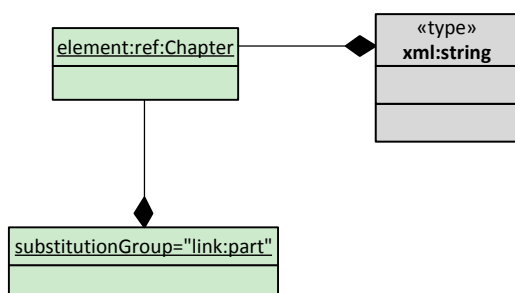 element:ref:Chapter
«type»
xml:string
substitutionGroup="link:part"